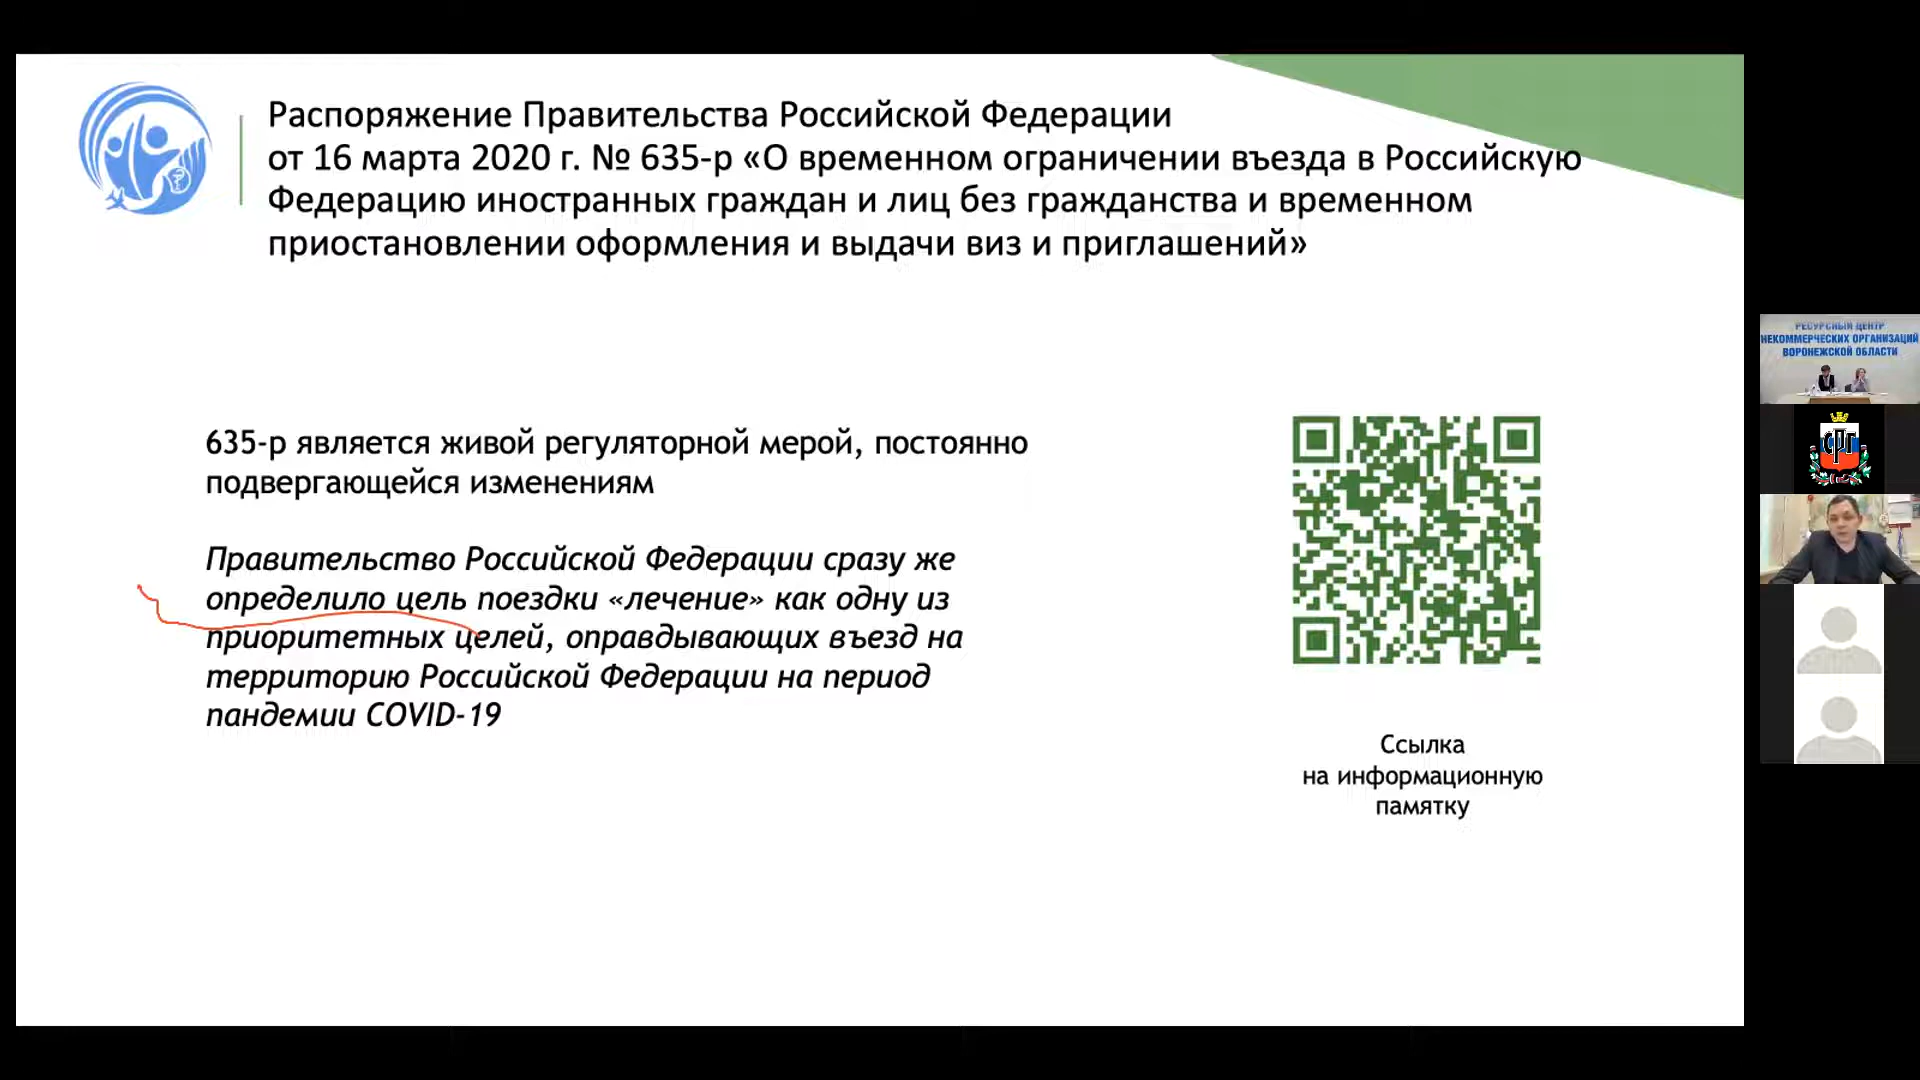 Распоряжение Правительства Российской Федерации
от 16 марта 2020 г. № 635-р «О временном ограничении въезда в Российскую
Федерацию иностранных граждан и лиц без гражданства и временном
приостановлении оформления и выдачи виз и приглашений»
635-р является живой регуляторной мерой, постоянно
подвергающейся изменениям
Правительство Российской Федерации сразу же
определило цель поездки «лечение» как одну из
приоритетных целей, оправдывающих въезд на
территорию Российской Федерации на период
пандемии COVID-19
Ссылка
на информационную
памятку
РЕСУРСНЫЙ ЦЕНТР
НЕКОММЕРЧЕСКИХ ОРГАНИЗАЦИЙ
ВОРОНЕЖСКОЙ ОБЛАСТИ